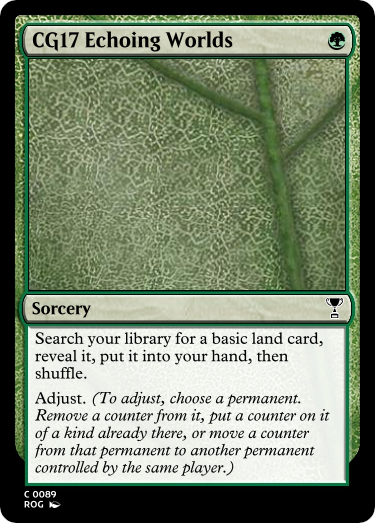 CG17 Echoing Worlds
Sorcery
Search your library for a basic land card,
reveal it, put it into your hand, then
shuffle.
Adjust. (To adjust, choose a permanent.
Remove a counter from it, put a counter on it
of a kind already there, or move a counter
from that permanent to another permanent
controlled by the same player.)
C 0089
ROG